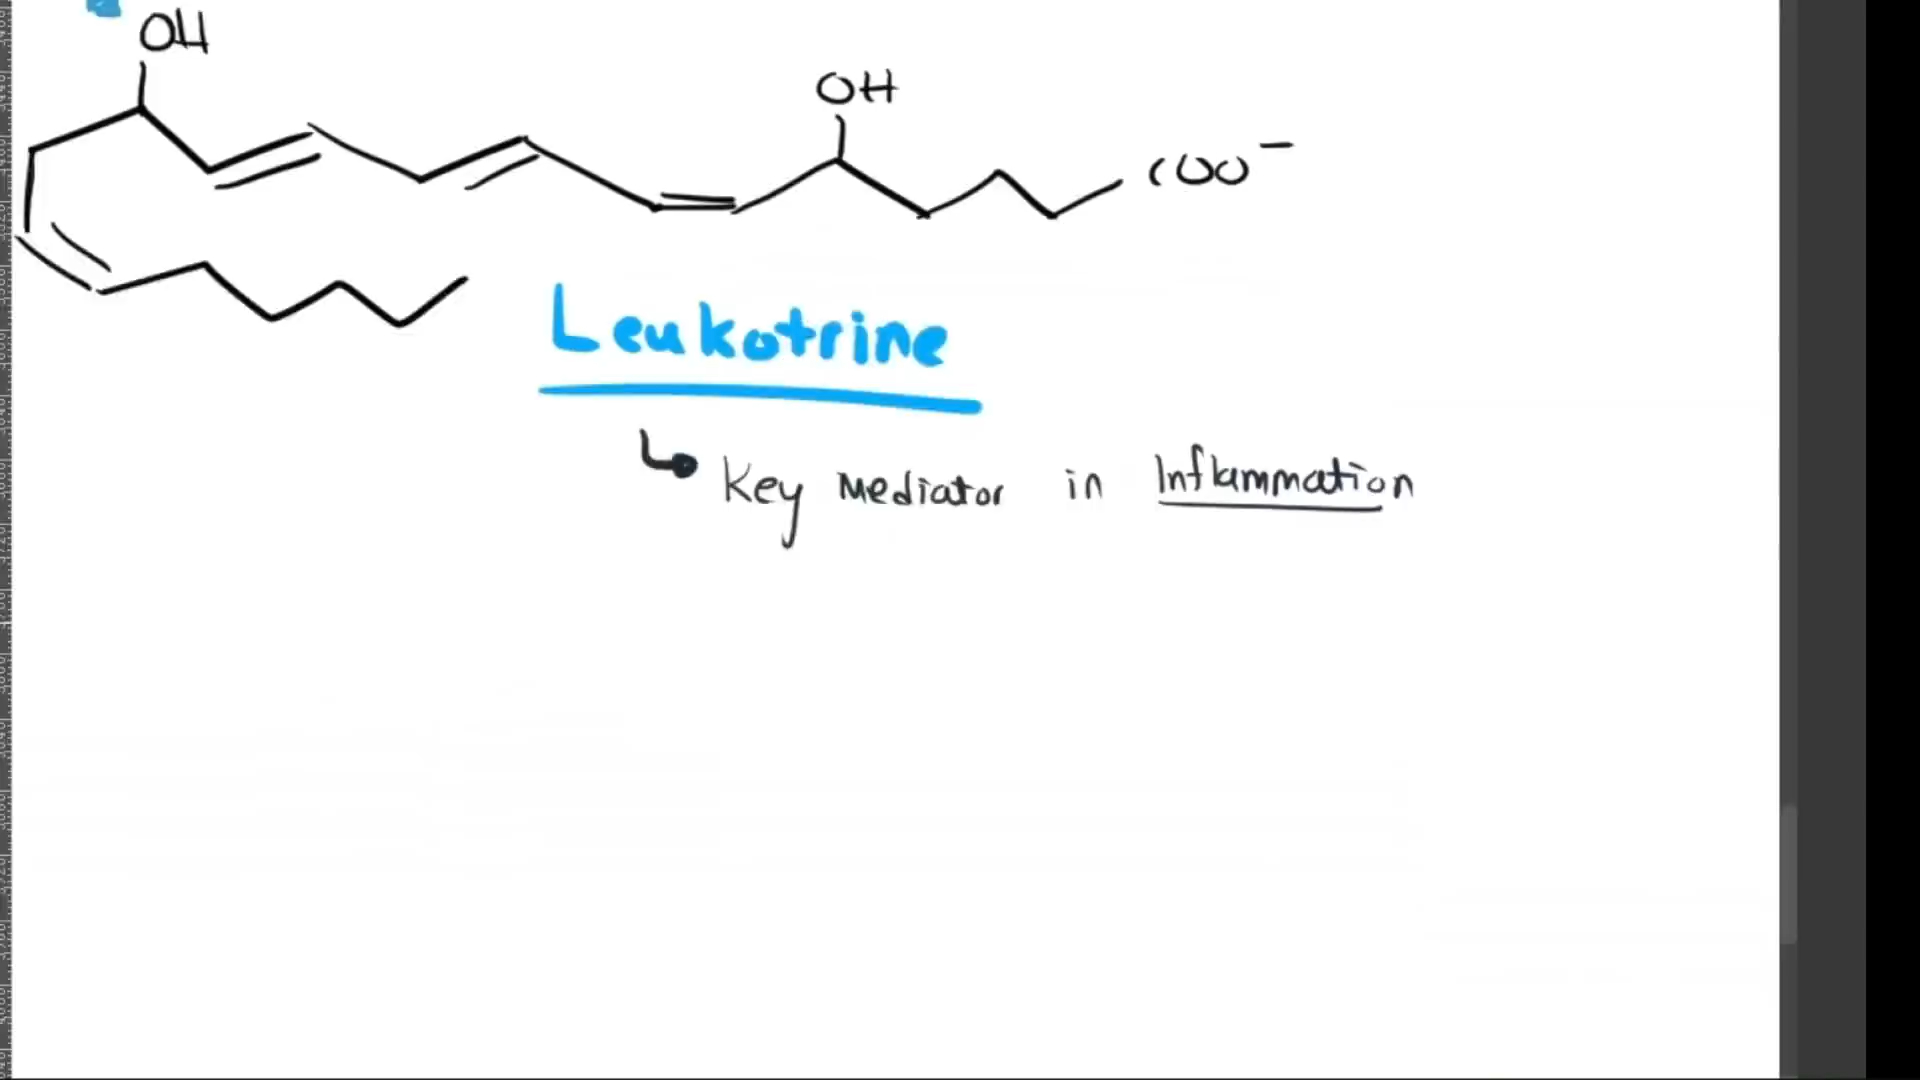 OH
OH
COO⁻
Leukotrine
Key Mediator in Inflammation